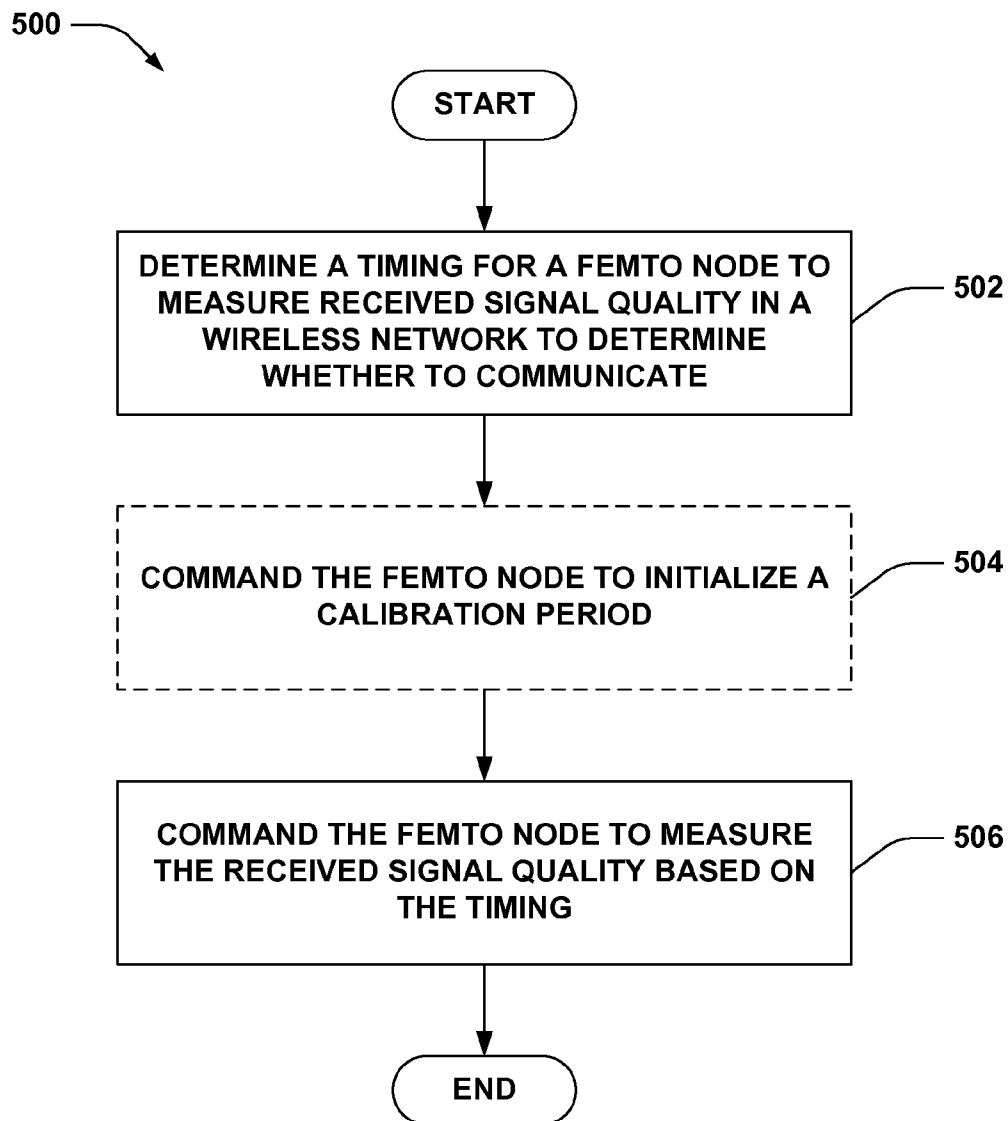 500
START
DETERMINE A TIMING FOR A FEMTO NODE TO
MEASURE RECEIVED SIGNAL QUALITY IN A
WIRELESS NETWORK TO DETERMINE
WHETHER TO COMMUNICATE
502
COMMAND THE FEMTO NODE TO INITIALIZE A
CALIBRATION PERIOD
504
COMMAND THE FEMTO NODE TO MEASURE
THE RECEIVED SIGNAL QUALITY BASED ON
THE TIMING
506
END